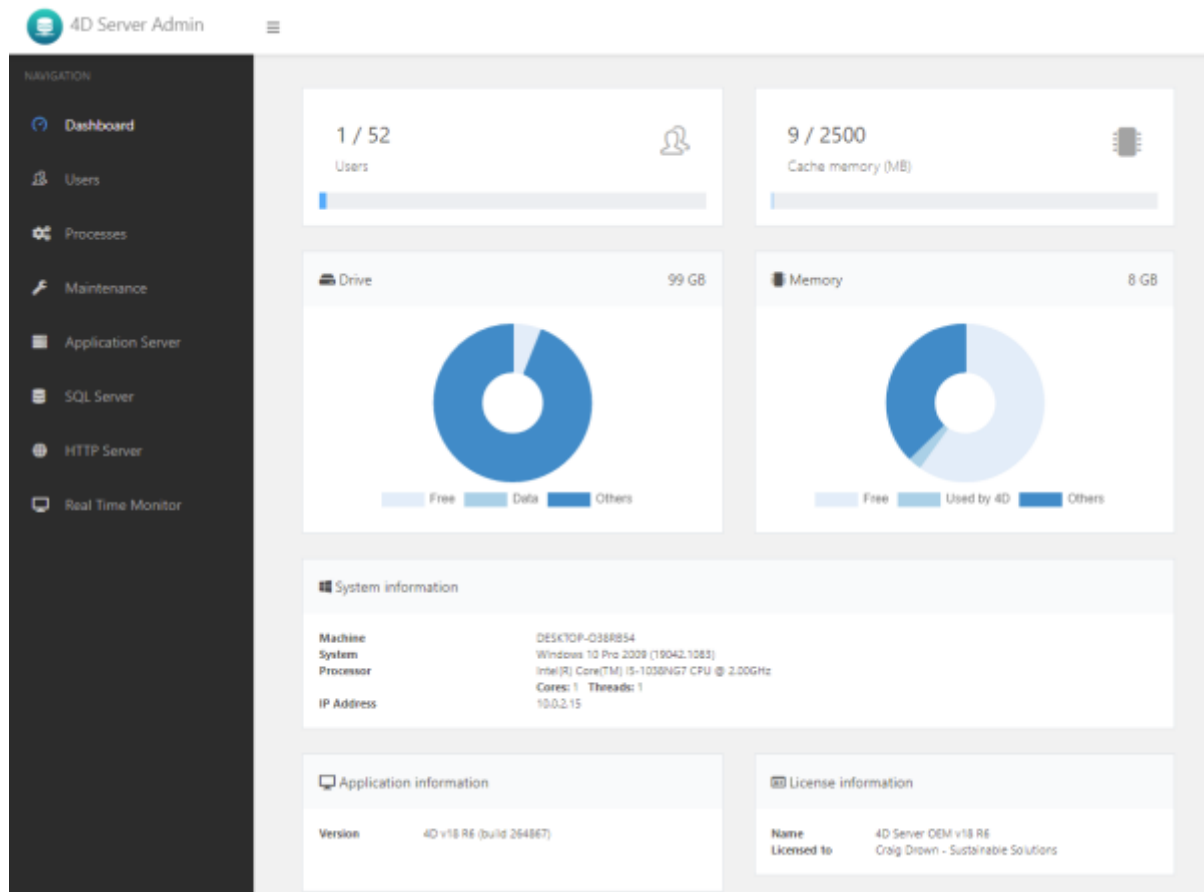 4D Server Admin
NAVIGATION
Dashboard
Users
Processes
Maintenance
Application Server
SQL Server
HTTP Server
Real Time Monitor
1 / 52
Users
9 / 2500
Cache memory (MB)
Drive 99 GB
Memory 8 GB
Free Data Others
Free Used by 4D Others
System information
Machine DESKTOP-O38RB54
System Windows 10 Pro 2009 (19042.1083)
Processor Intel(R) Core(TM) i5-1038NG7 CPU @ 2.00GHz
Cores: 1 Threads: 1
IP Address 10.0.2.15
Application information
Version 4D v18 R6 (build 264867)
License information
Name 4D Server OEM v18 R6
Licensed to Craig Drown - Sustainable Solutions